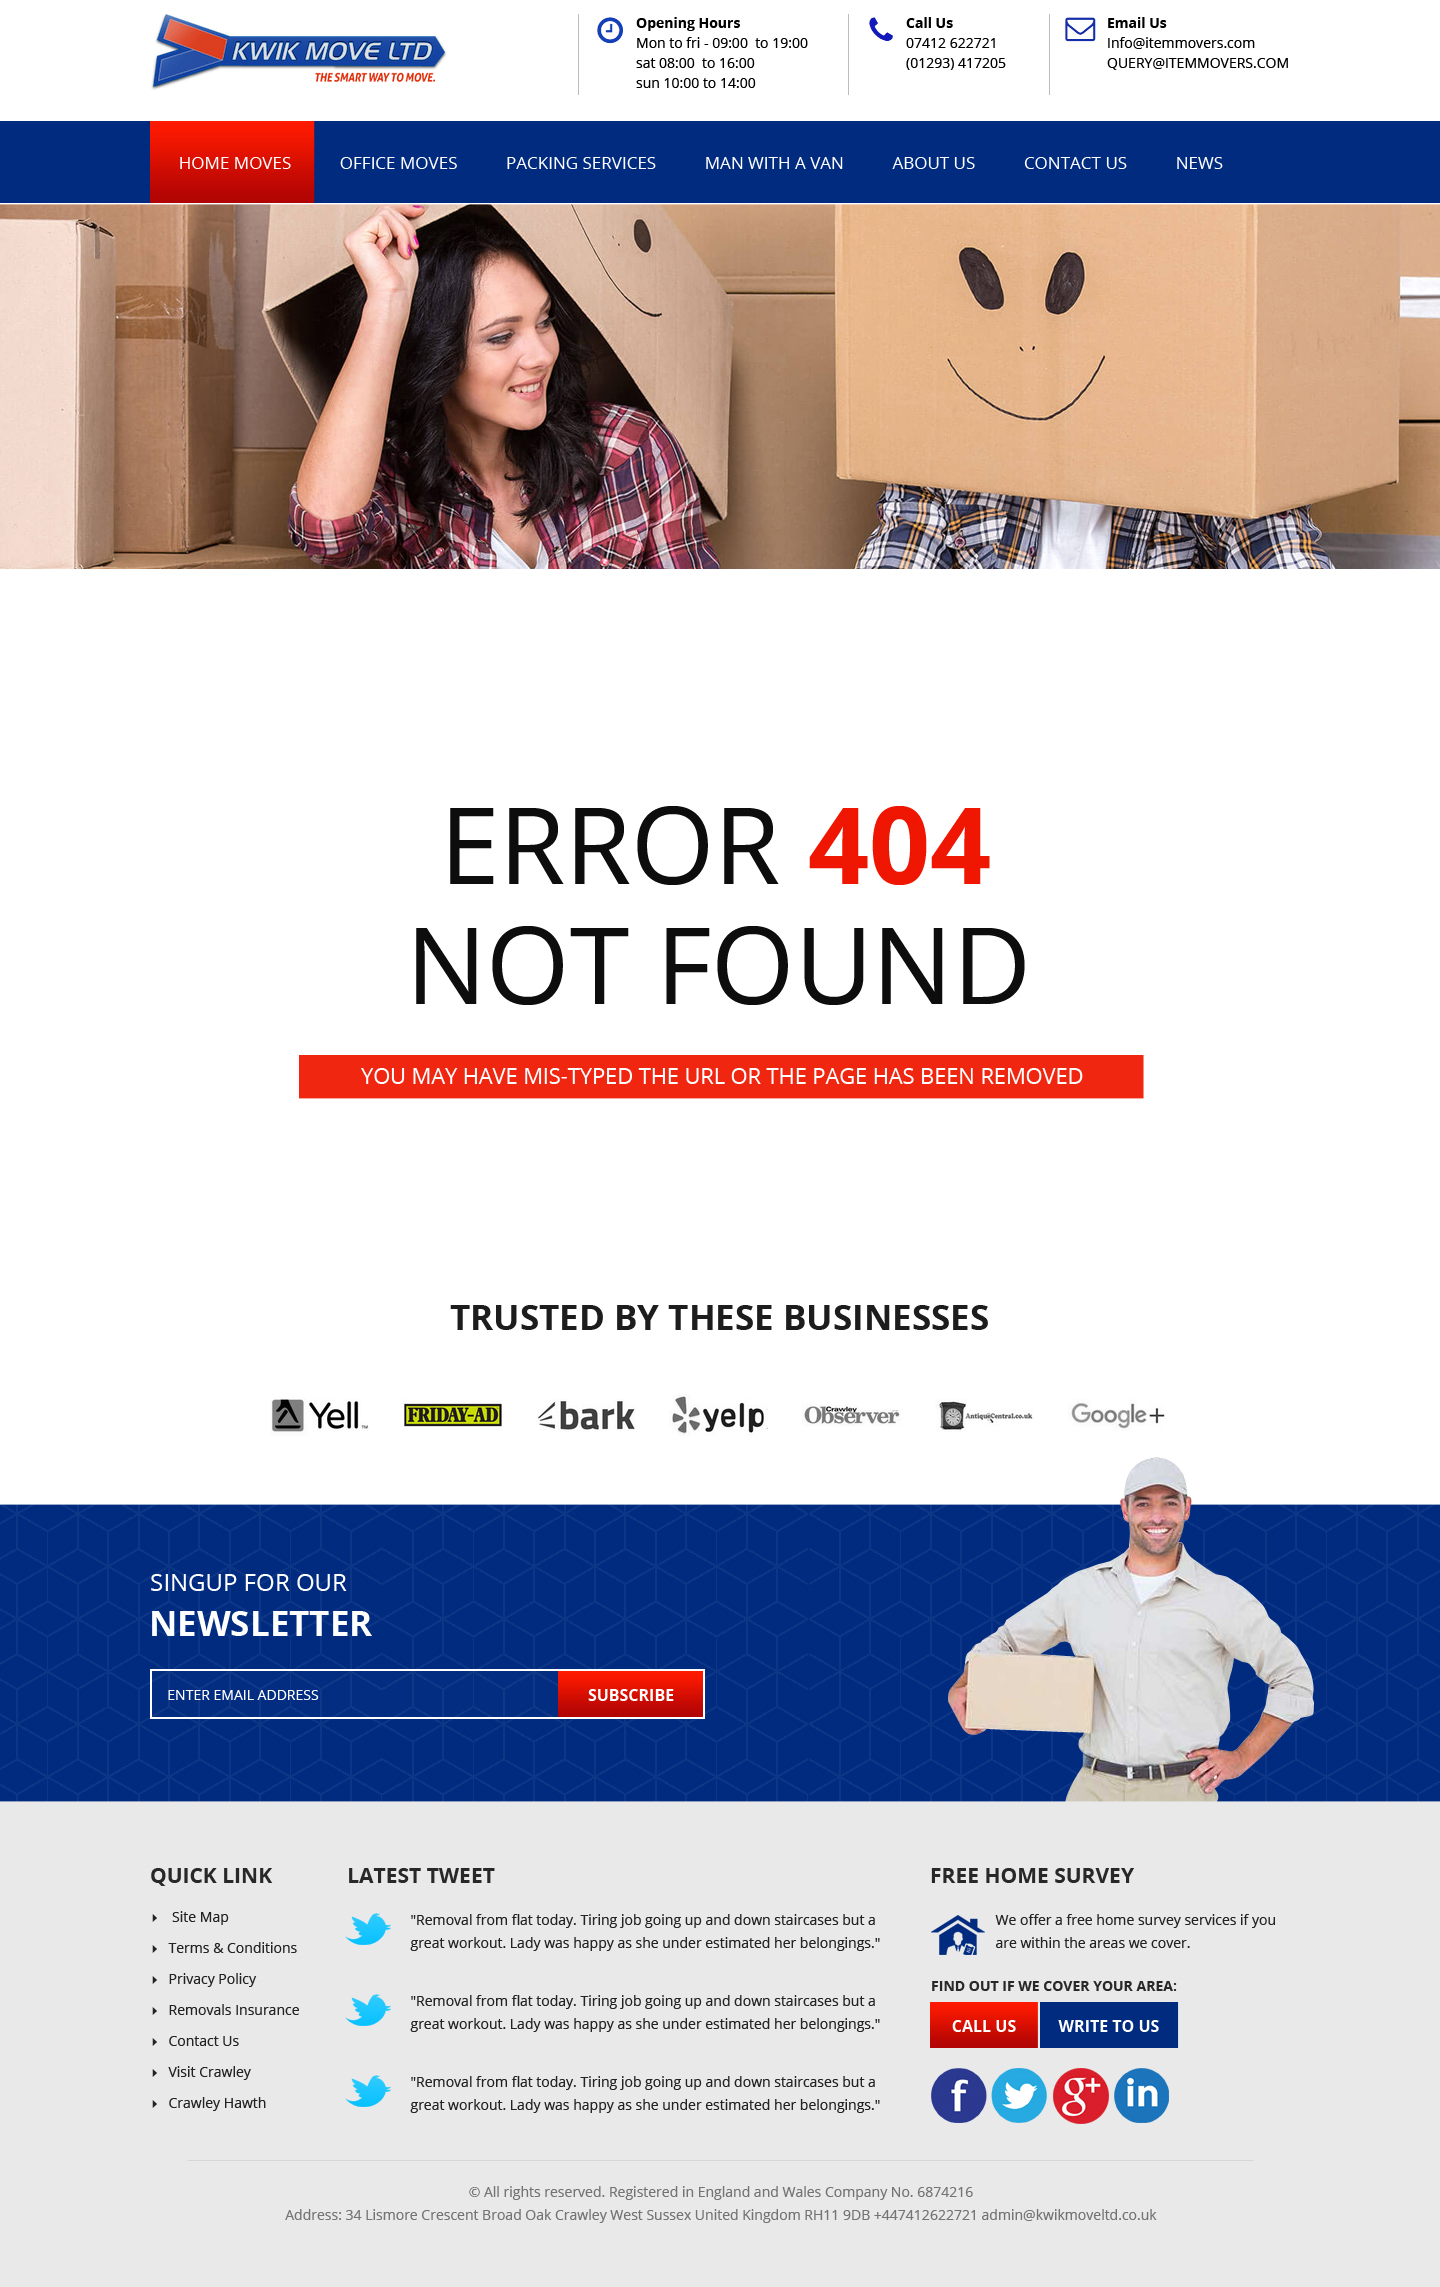 KWIK MOVE LTD
THE SMART WAY TO MOVE.
Opening Hours
Mon to fri - 09:00 to 19:00
sat 08:00 to 16:00
sun 10:00 to 14:00
Call Us
07412 622721
(01293) 417205
Email Us
Info@itemmovers.com
QUERY@ITEMMOVERS.COM
HOME MOVES OFFICE MOVES PACKING SERVICES MAN WITH A VAN ABOUT US CONTACT US NEWS
ERROR 404
NOT FOUND
YOU MAY HAVE MIS-TYPED THE URL OR THE PAGE HAS BEEN REMOVED
TRUSTED BY THESE BUSINESSES
Yell™
FRIDAY-AD
bark
yelp
Crawley
Observer
AntiqueCentral.co.uk
Google+
SINGUP FOR OUR
NEWSLETTER
ENTER EMAIL ADDRESS SUBSCRIBE
QUICK LINK
Site Map
Terms & Conditions
Privacy Policy
Removals Insurance
Contact Us
Visit Crawley
Crawley Hawth
LATEST TWEET
"Removal from flat today. Tiring job going up and down staircases but a
great workout. Lady was happy as she under estimated her belongings."
"Removal from flat today. Tiring job going up and down staircases but a
great workout. Lady was happy as she under estimated her belongings."
"Removal from flat today. Tiring job going up and down staircases but a
great workout. Lady was happy as she under estimated her belongings."
FREE HOME SURVEY
We offer a free home survey services if you
are within the areas we cover.
FIND OUT IF WE COVER YOUR AREA:
CALL US WRITE TO US
f g+ in
© All rights reserved. Registered in England and Wales Company No. 6874216
Address: 34 Lismore Crescent Broad Oak Crawley West Sussex United Kingdom RH11 9DB +447412622721 admin@kwikmoveltd.co.uk